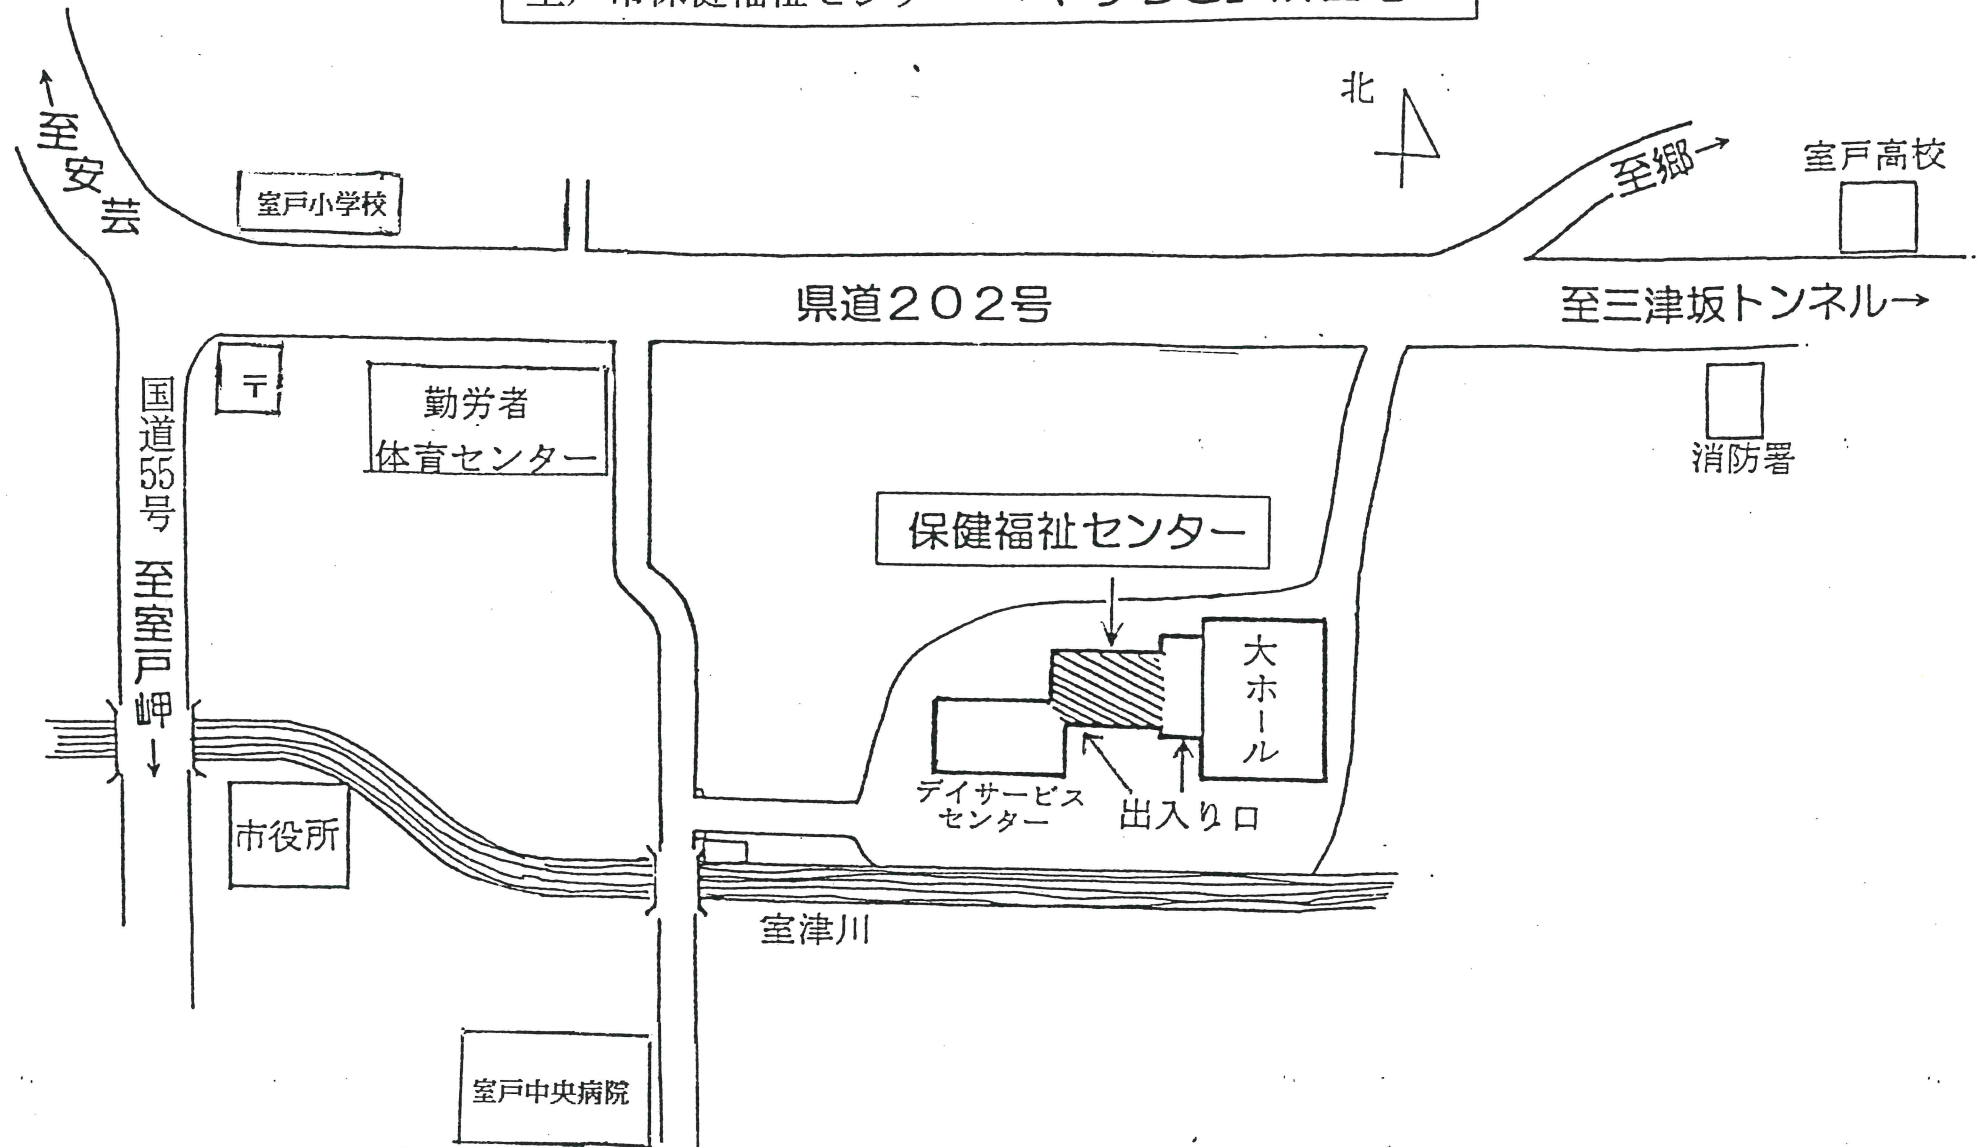 北
至安芸
至郷
室戸高校
室戸小学校
県道202号
至三津坂トンネル→
〒
国道55号
至室戸岬
勤労者
体育センター
消防署
保健福祉センター
大ホール
デイサービス
センター
出入り口
市役所
室津川
室戸中央病院